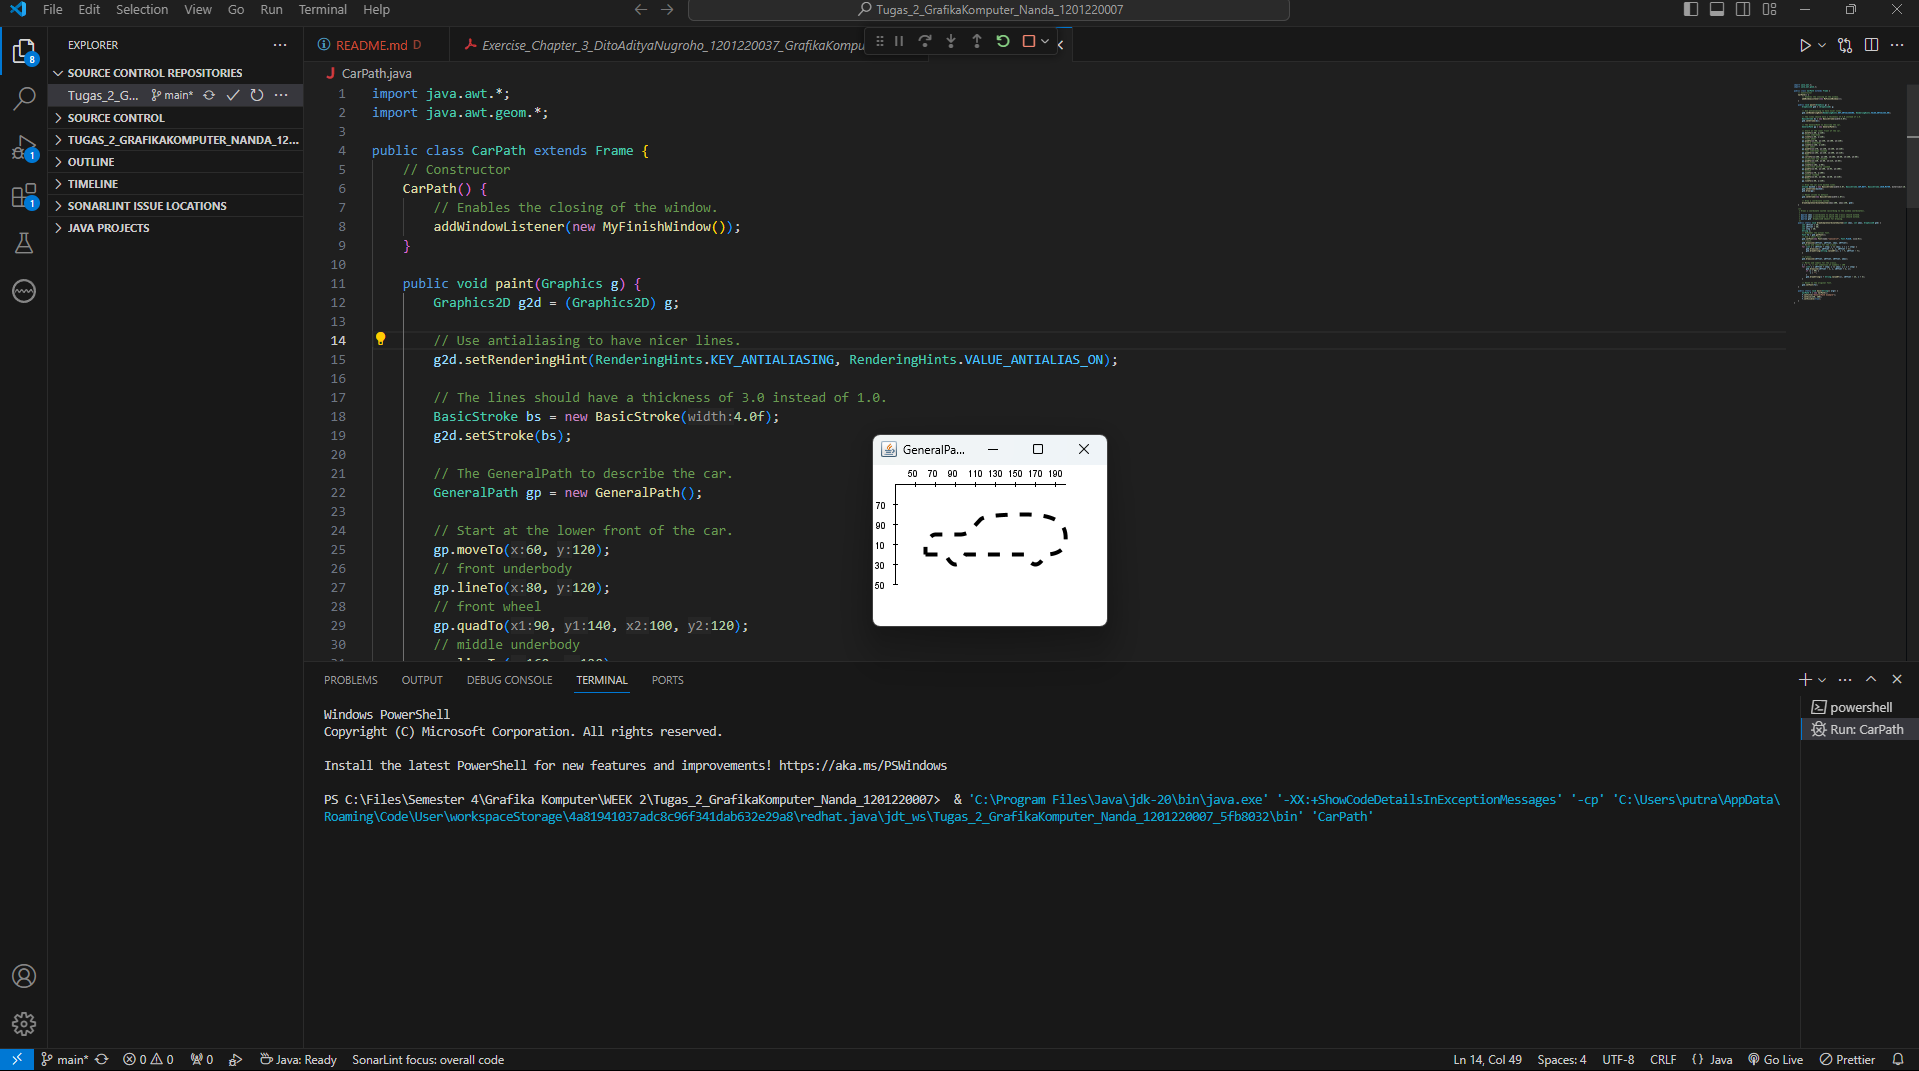 File Edit Selection View Go Run Terminal Help
Tugas_2_GrafikaKomputer_Nanda_1201220007
EXPLORER
README.md D
Exercise_Chapter_3_DitoAdityaNugroho_1201220037_GrafikaKompu
SOURCE CONTROL REPOSITORIES
Tugas_2_G... main*
SOURCE CONTROL
TUGAS_2_GRAFIKAKOMPUTER_NANDA_12...
OUTLINE
TIMELINE
SONARLINT ISSUE LOCATIONS
JAVA PROJECTS
8
1
1
CarPath.java
1 import java.awt.*;
2 import java.awt.geom.*;
3
4 public class CarPath extends Frame {
5 // Constructor
6 CarPath() {
7 // Enables the closing of the window.
8 addWindowListener(new MyFinishWindow());
9 }
10
11 public void paint(Graphics g) {
12 Graphics2D g2d = (Graphics2D) g;
13
14 // Use antialiasing to have nicer lines.
15 g2d.setRenderingHint(RenderingHints.KEY_ANTIALIASING, RenderingHints.VALUE_ANTIALIAS_ON);
16
17 // The lines should have a thickness of 3.0 instead of 1.0.
18 BasicStroke bs = new BasicStroke(width:4.0f);
19 g2d.setStroke(bs);
20
21 // The GeneralPath to describe the car.
22 GeneralPath gp = new GeneralPath();
23
24 // Start at the lower front of the car.
25 gp.moveTo(x:60, y:120);
26 // front underbody
27 gp.lineTo(x:80, y:120);
28 // front wheel
29 gp.quadTo(x1:90, y1:140, x2:100, y2:120);
30 // middle underbody
GeneralPa...
50 70 90 110 130 150 170 190
70
90
10
30
50
PROBLEMS OUTPUT DEBUG CONSOLE TERMINAL PORTS
powershell
Run: CarPath
Windows PowerShell
Copyright (C) Microsoft Corporation. All rights reserved.
Install the latest PowerShell for new features and improvements! https://aka.ms/PSWindows
PS C:\Files\Semester 4\Grafika Komputer\WEEK 2\Tugas_2_GrafikaKomputer_Nanda_1201220007> & 'C:\Program Files\Java\jdk-20\bin\java.exe' '-XX:+ShowCodeDetailsInExceptionMessages' '-cp' 'C:\Users\putra\AppData\
Roaming\Code\User\workspaceStorage\4a81941037adc8c96f341dab632e29a8\redhat.java\jdt_ws\Tugas_2_GrafikaKomputer_Nanda_1201220007_5fb8032\bin' 'CarPath'
main* 0 0 0 Java: Ready SonarLint focus: overall code
Ln 14, Col 49 Spaces: 4 UTF-8 CRLF {} Java Go Live Prettier